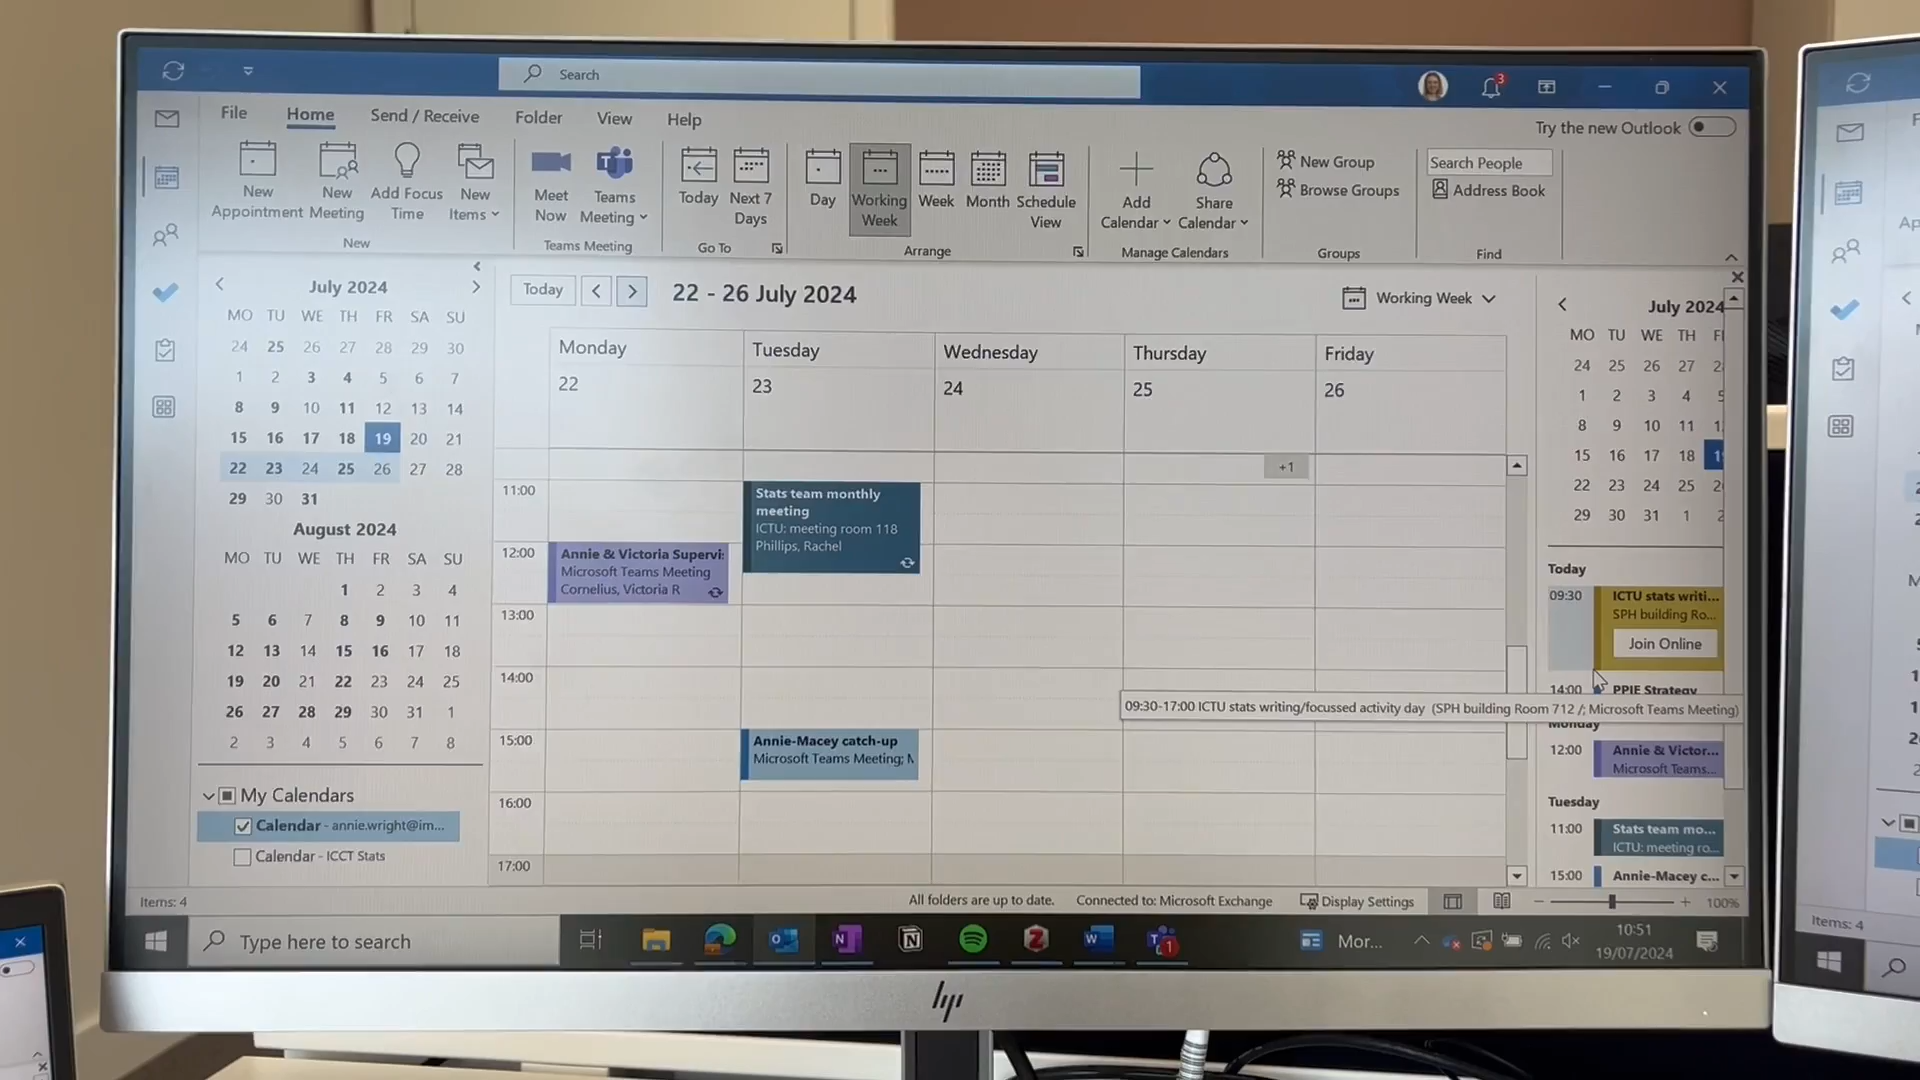 Search
3
File Home Send / Receive Folder View Help
Try the new Outlook
New Appointment
New Meeting
Add Focus Time
New Items
New
Meet Now
Teams Meeting
Teams Meeting
Today
Next 7 Days
Go To
Day
Working Week
Week
Month
Schedule View
Arrange
Add Calendar
Share Calendar
Manage Calendars
New Group
Browse Groups
Groups
Search People
Address Book
Find
July 2024
MO TU WE TH FR SA SU
24 25 26 27 28 29 30
1 2 3 4 5 6 7
8 9 10 11 12 13 14
15 16 17 18 19 20 21
22 23 24 25 26 27 28
29 30 31
August 2024
MO TU WE TH FR SA SU
1 2 3 4
5 6 7 8 9 10 11
12 13 14 15 16 17 18
19 20 21 22 23 24 25
26 27 28 29 30 31 1
2 3 4 5 6 7 8
My Calendars
Calendar - annie.wright@im...
Calendar - ICCT Stats
Items: 4
Today
22 - 26 July 2024
Working Week
Monday Tuesday Wednesday Thursday Friday
22 23 24 25 26
+1
11:00
12:00
13:00
14:00
15:00
16:00
17:00
Stats team monthly
meeting
ICTU: meeting room 118
Phillips, Rachel
Annie & Victoria Supervi
Microsoft Teams Meeting
Cornelius, Victoria R
Annie-Macey catch-up
Microsoft Teams Meeting; M
July 2024
MO TU WE TH
24 25 26 27
1 2 3 4
8 9 10 11
15 16 17 18
22 23 24 25
29 30 31 1
Today
09:30 ICTU stats writi...
SPH building Ro...
Join Online
14:00 PPIE Strategy
09:30-17:00 ICTU stats writing/focussed activity day (SPH building Room 712 /; Microsoft Teams Meeting)
Monday
12:00 Annie & Victor...
Microsoft Teams...
Tuesday
11:00 Stats team mo...
ICTU: meeting ro...
15:00 Annie-Macey c...
All folders are up to date. Connected to: Microsoft Exchange Display Settings 100%
Type here to search
Mor...
10:51
19/07/2024
hp
Items: 4